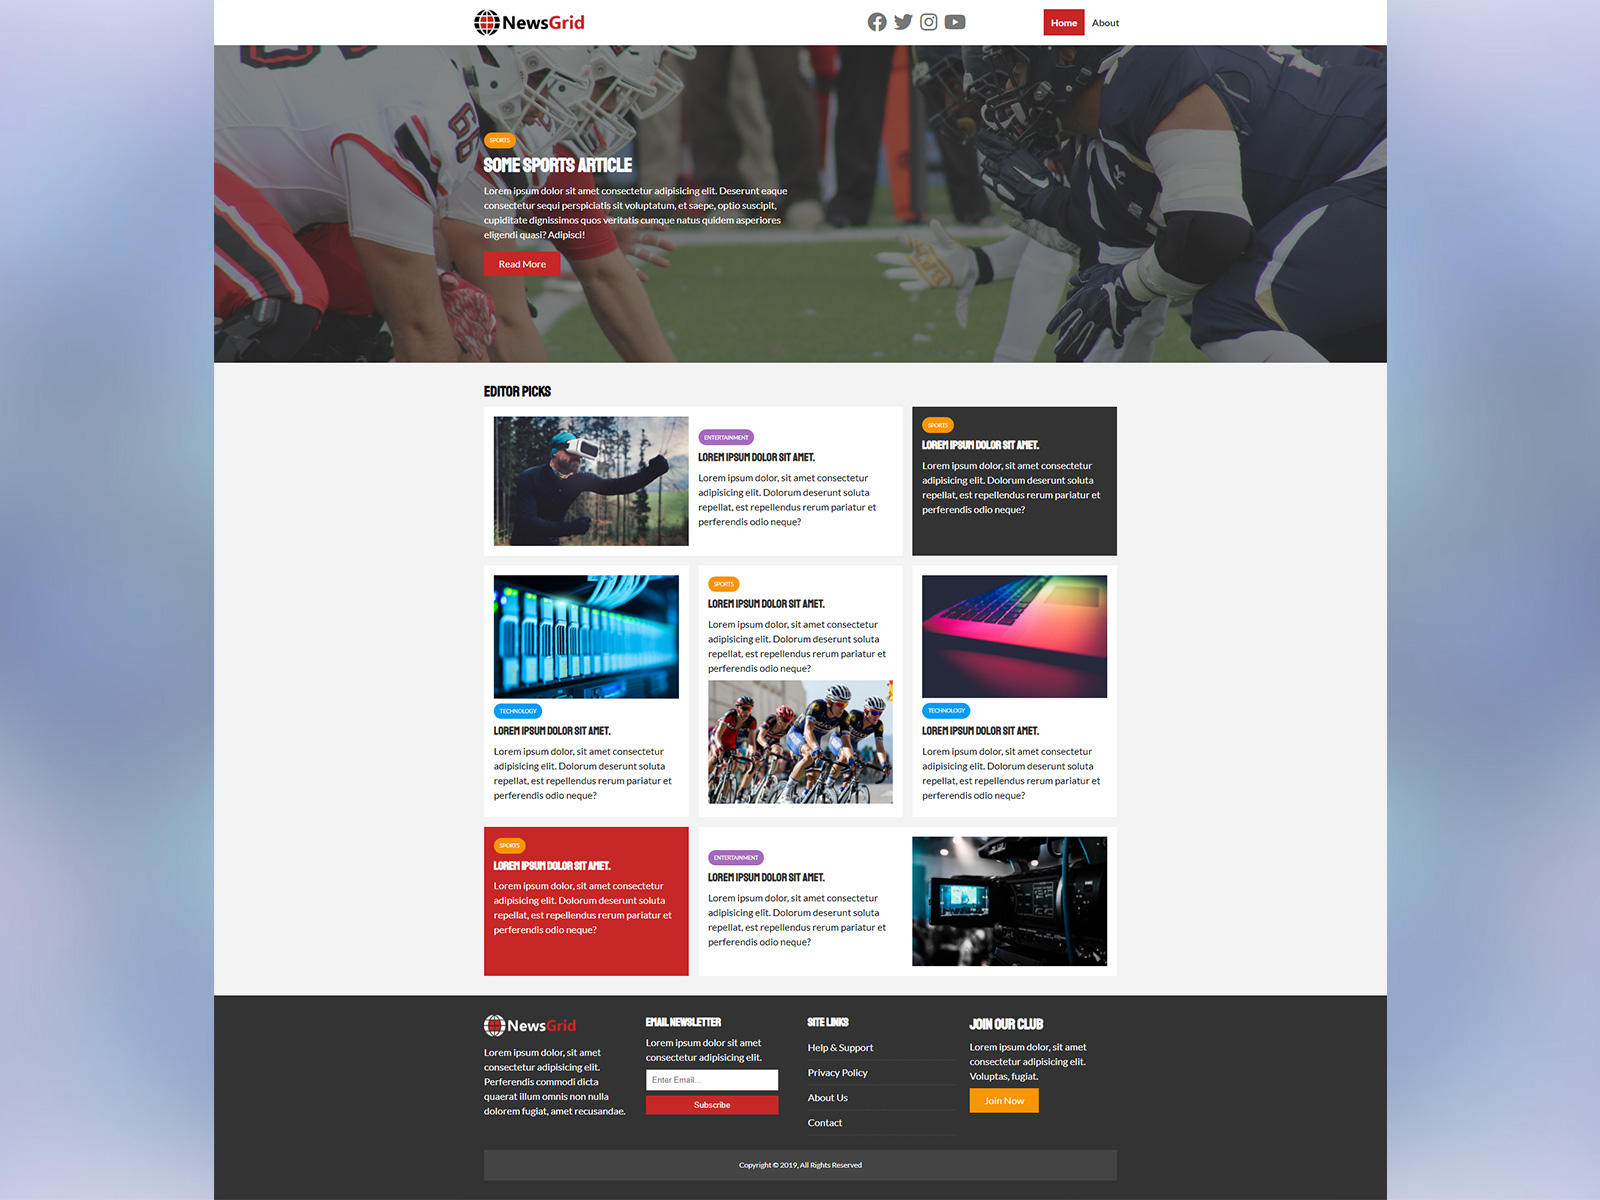 NewsGrid
Home
About
SPORTS
SOME SPORTS ARTICLE
Lorem ipsum dolor sit amet consectetur adipisicing elit. Deserunt eaque
consectetur sequi perspiciatis sit voluptatum, et saepe, optio suscipit,
cupiditate dignissimos quos veritatis cumque natus quidem asperiores
eligendi quasi? Adipisci!
Read More
EDITOR PICKS
ENTERTAINMENT
LOREM IPSUM DOLOR SIT AMET.
Lorem ipsum dolor, sit amet consectetur
adipisicing elit. Dolorum deserunt soluta
repellat, est repellendus rerum pariatur et
perferendis odio neque?
SPORTS
LOREM IPSUM DOLOR SIT AMET.
Lorem ipsum dolor, sit amet consectetur
adipisicing elit. Dolorum deserunt soluta
repellat, est repellendus rerum pariatur et
perferendis odio neque?
TECHNOLOGY
LOREM IPSUM DOLOR SIT AMET.
Lorem ipsum dolor, sit amet consectetur
adipisicing elit. Dolorum deserunt soluta
repellat, est repellendus rerum pariatur et
perferendis odio neque?
SPORTS
LOREM IPSUM DOLOR SIT AMET.
Lorem ipsum dolor, sit amet consectetur
adipisicing elit. Dolorum deserunt soluta
repellat, est repellendus rerum pariatur et
perferendis odio neque?
TECHNOLOGY
LOREM IPSUM DOLOR SIT AMET.
Lorem ipsum dolor, sit amet consectetur
adipisicing elit. Dolorum deserunt soluta
repellat, est repellendus rerum pariatur et
perferendis odio neque?
SPORTS
LOREM IPSUM DOLOR SIT AMET.
Lorem ipsum dolor, sit amet consectetur
adipisicing elit. Dolorum deserunt soluta
repellat, est repellendus rerum pariatur et
perferendis odio neque?
ENTERTAINMENT
LOREM IPSUM DOLOR SIT AMET.
Lorem ipsum dolor, sit amet consectetur
adipisicing elit. Dolorum deserunt soluta
repellat, est repellendus rerum pariatur et
perferendis odio neque?
NewsGrid
Lorem ipsum dolor, sit amet
consectetur adipisicing elit.
Perferendis commodi dicta
quaerat illum omnis non nulla
dolorem fugiat, amet recusandae.
EMAIL NEWSLETTER
Lorem ipsum dolor sit amet
consectetur adipisicing elit.
Enter Email...
Subscribe
SITE LINKS
Help & Support
Privacy Policy
About Us
Contact
JOIN OUR CLUB
Lorem ipsum dolor sit amet,
consectetur adipisicing elit.
Voluptas, fugiat.
Join Now
Copyright © 2019, All Rights Reserved